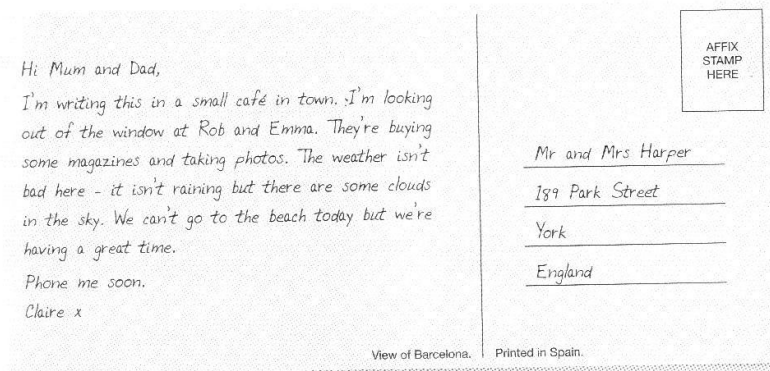 Hi Mum and Dad,
I'm writing this in a small café in town. I'm looking
out of the window at Rob and Emma. They're buying
some magazines and taking photos. The weather isn't
bad here - it isn't raining but there are some clouds
in the sky. We can't go to the beach today but we're
having a great time.
Phone me soon.
Claire x
AFFIX
STAMP
HERE
Mr and Mrs Harper
189 Park Street
York
England
View of Barcelona.
Printed in Spain.